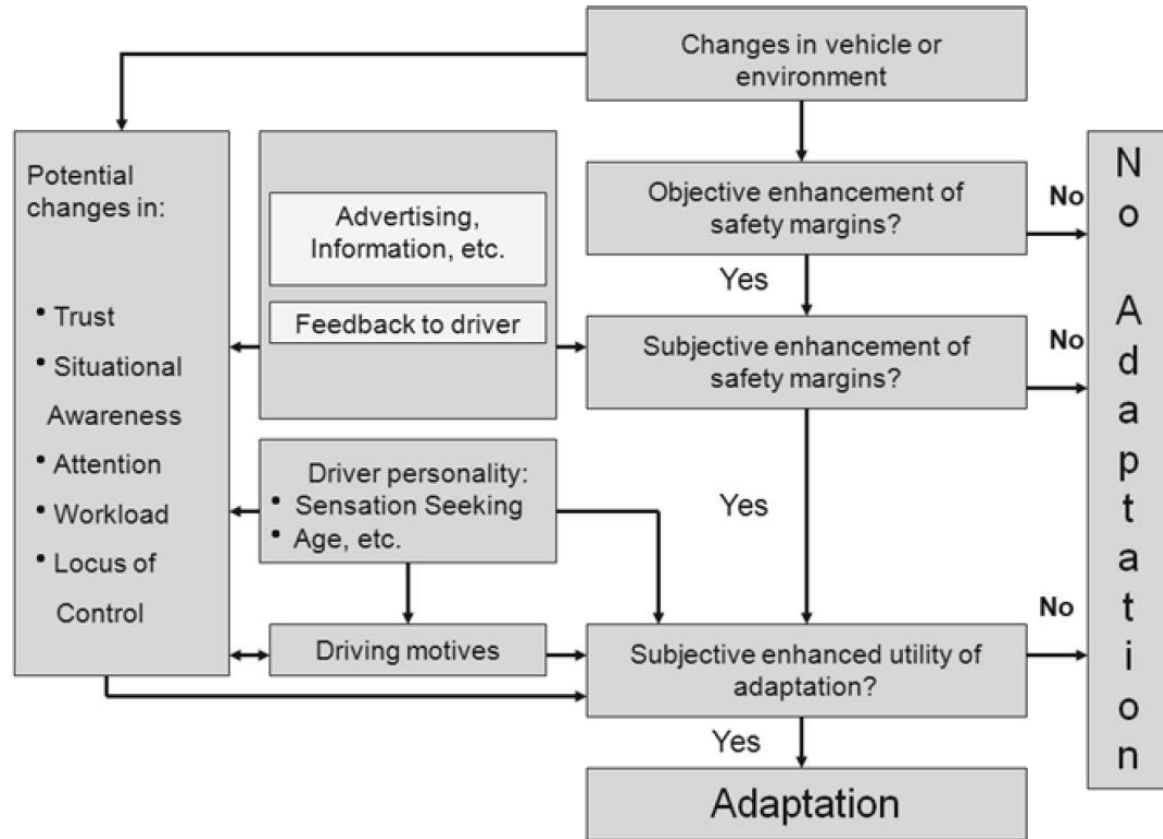 Changes in vehicle or
environment
Potential
changes in:
• Trust
• Situational
Awareness
• Attention
• Workload
• Locus of
Control
Advertising,
Information, etc.
Feedback to driver
Driver personality:
• Sensation Seeking
• Age, etc.
Driving motives
Objective enhancement of
safety margins?
No
Yes
Subjective enhancement of
safety margins?
No
Yes
Subjective enhanced utility of
adaptation?
No
Yes
Adaptation
No Adaptation